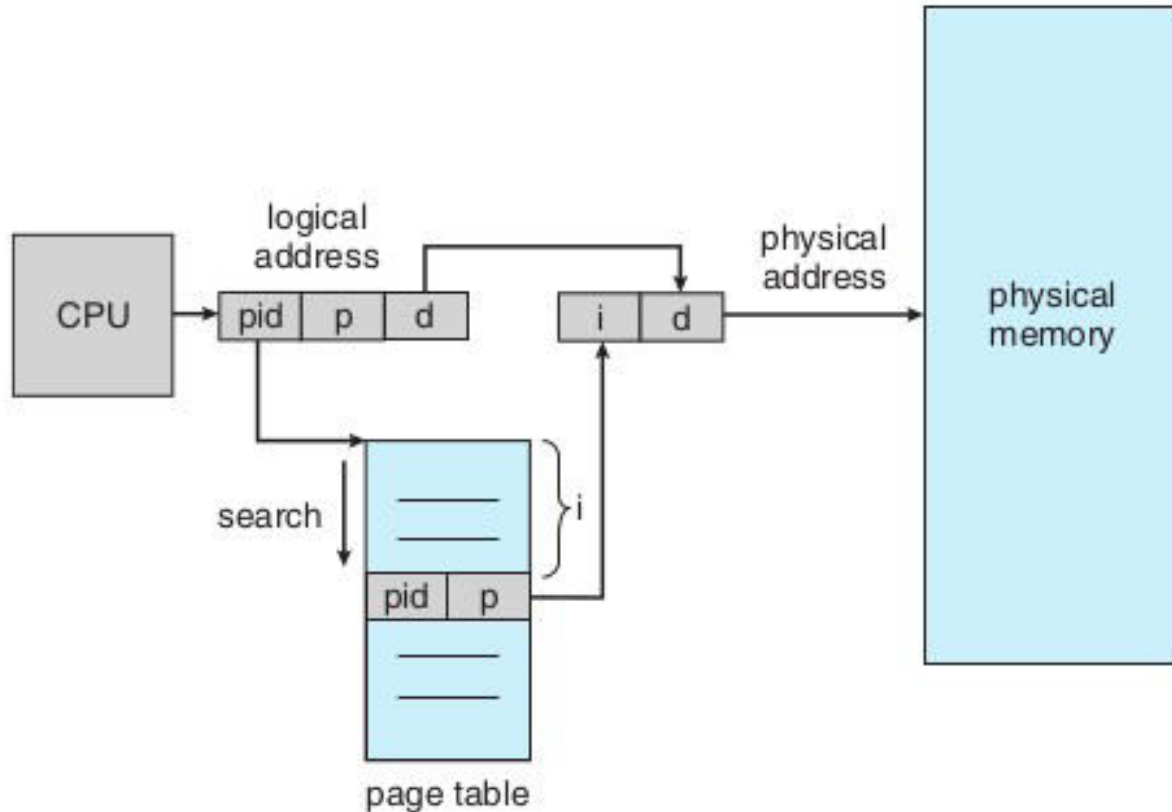 CPU
logical
address
pid p d
i d
physical
address
physical
memory
search
i
pid p
page table